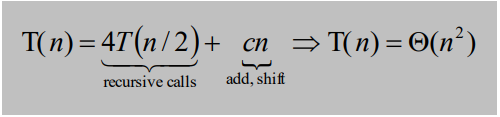 T(n) = 4T(n/2) + cn ⇒ T(n) = Θ(n²)
recursive calls add, shift